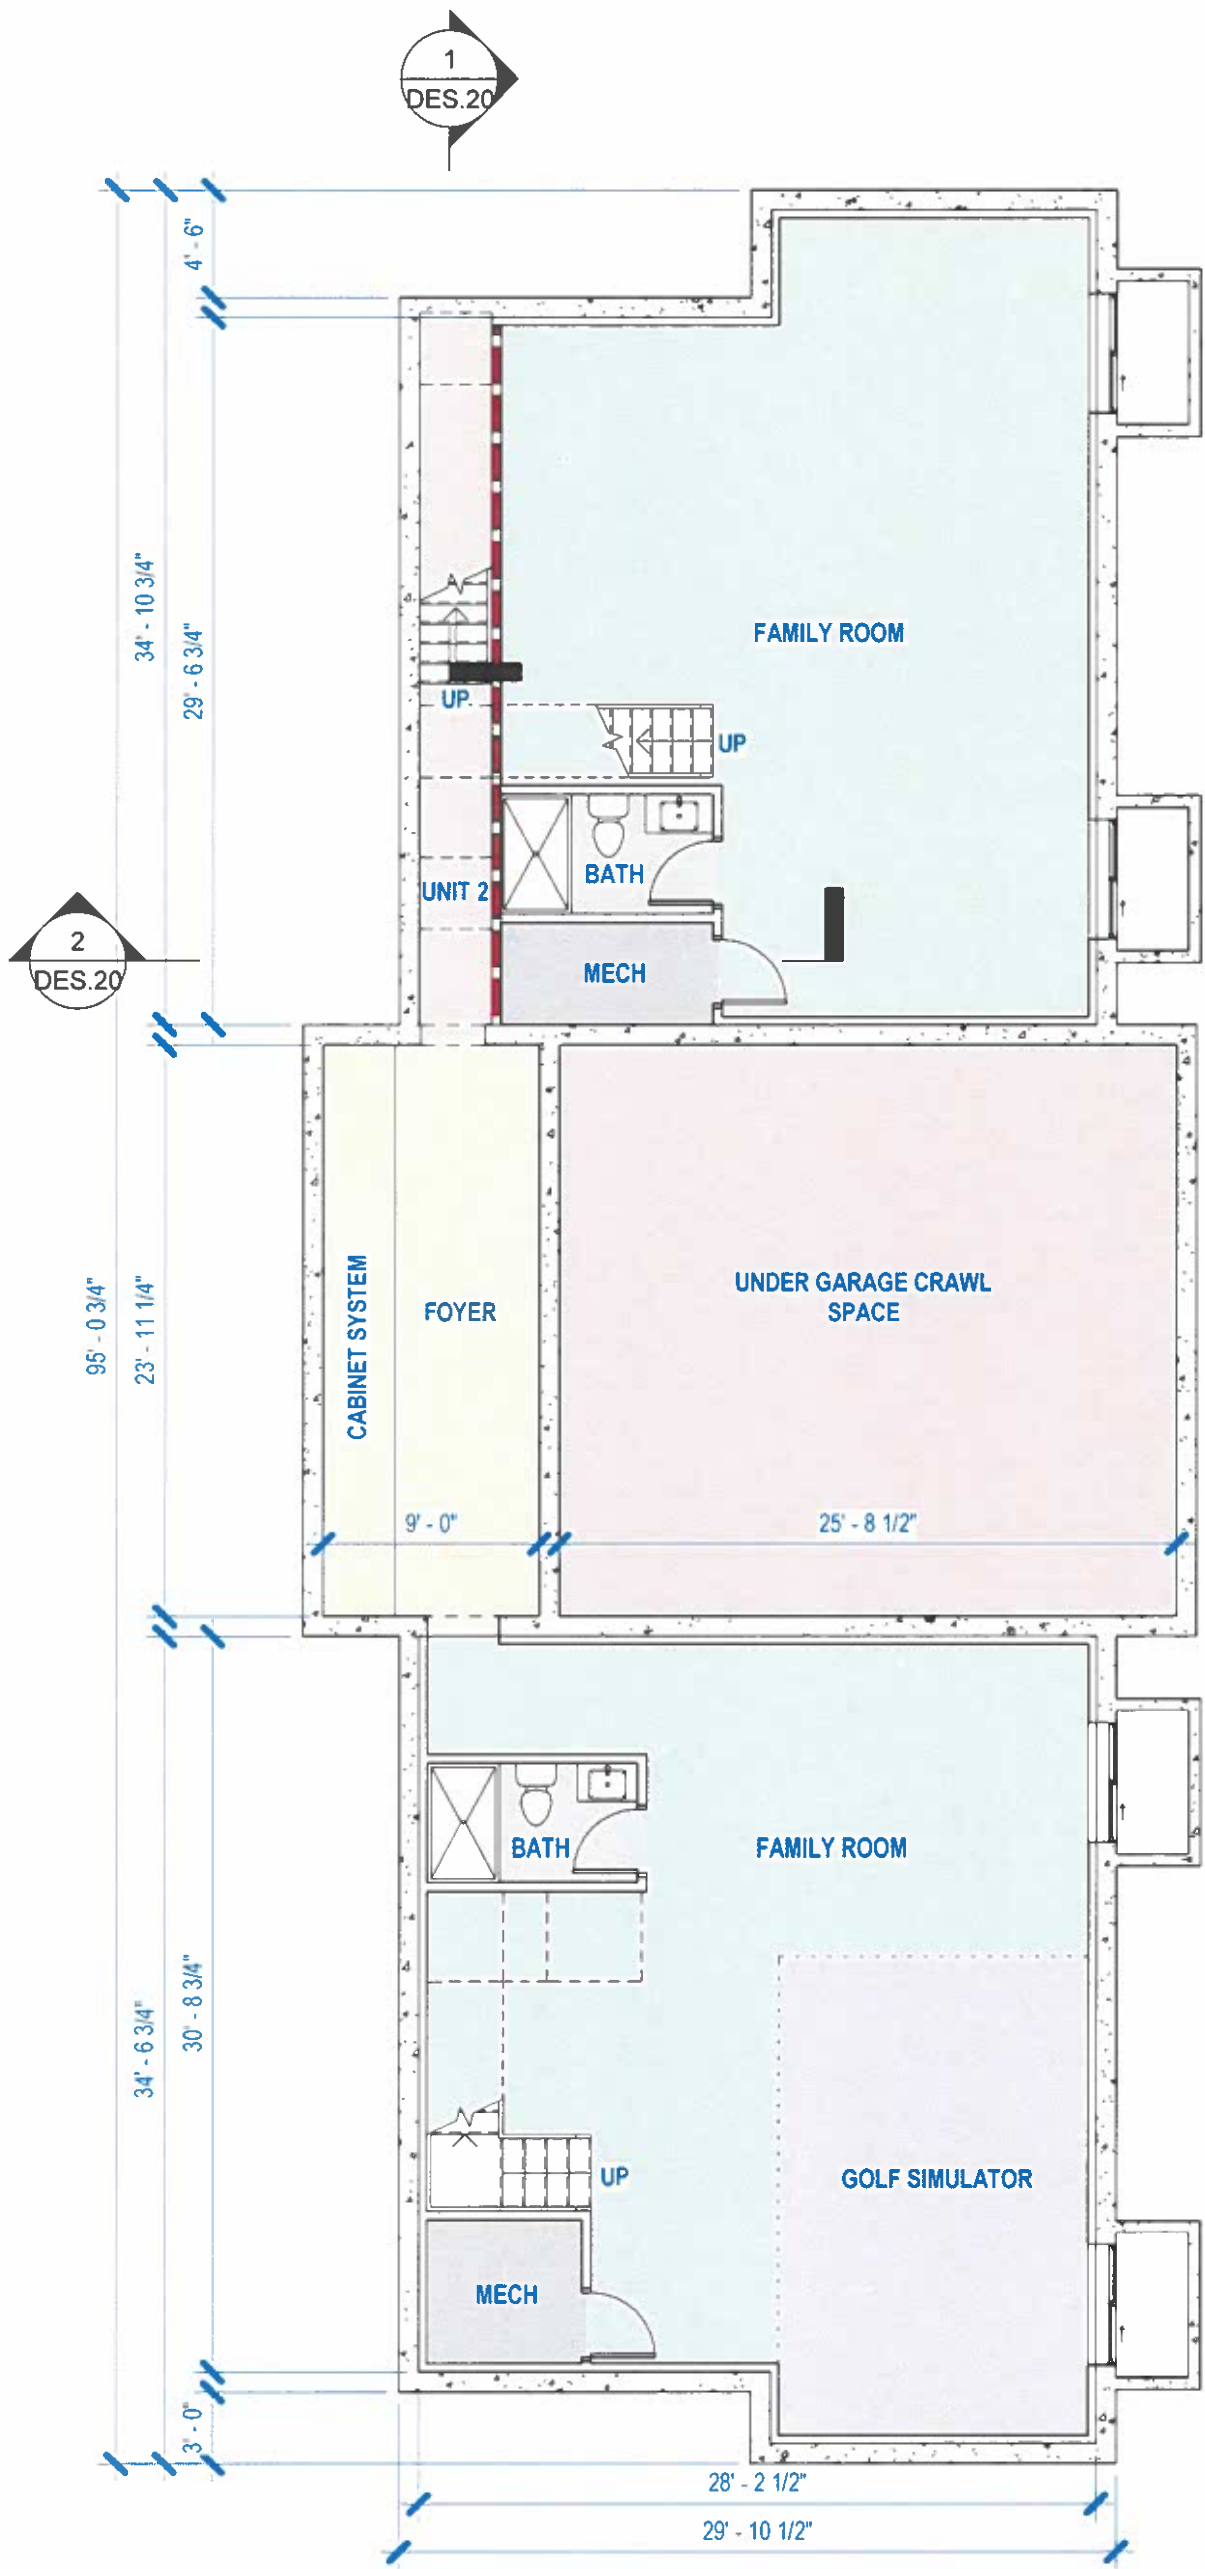 1
DES.20
4' - 6"
34' - 10 3/4"
29' - 6 3/4"
FAMILY ROOM
UP
UP
BATH
UNIT 2
2
DES.20
MECH
95' - 0 3/4"
23' - 11 1/4"
CABINET SYSTEM
FOYER
UNDER GARAGE CRAWL
SPACE
9' - 0"
25' - 8 1/2"
BATH
FAMILY ROOM
34' - 6 3/4"
30' - 8 3/4"
UP
GOLF SIMULATOR
MECH
3' - 0"
28' - 2 1/2"
29' - 10 1/2"